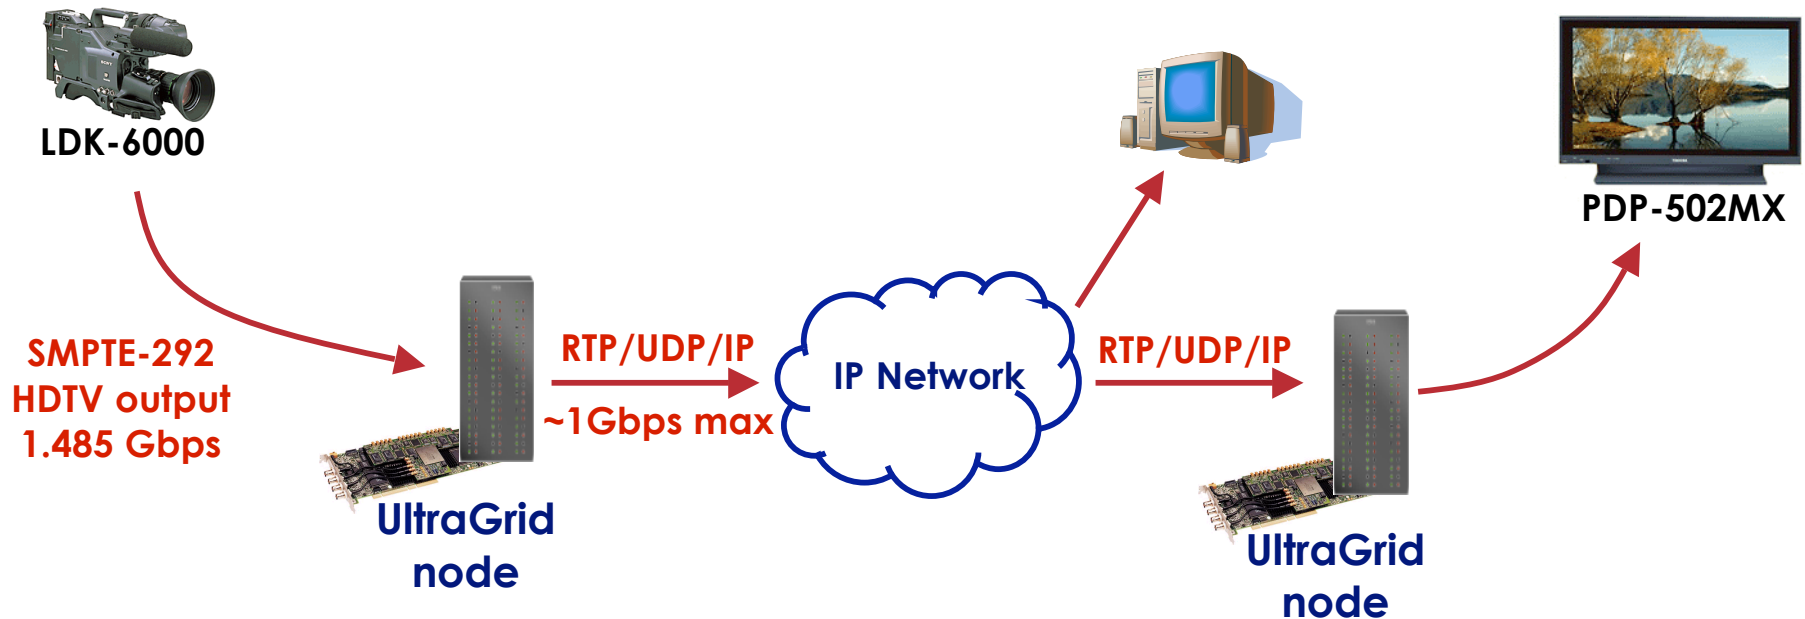 LDK-6000
SMPTE-292
HDTV output
1.485 Gbps
UltraGrid
node
RTP/UDP/IP
~1Gbps max
IP Network
RTP/UDP/IP
UltraGrid
node
PDP-502MX
SONY